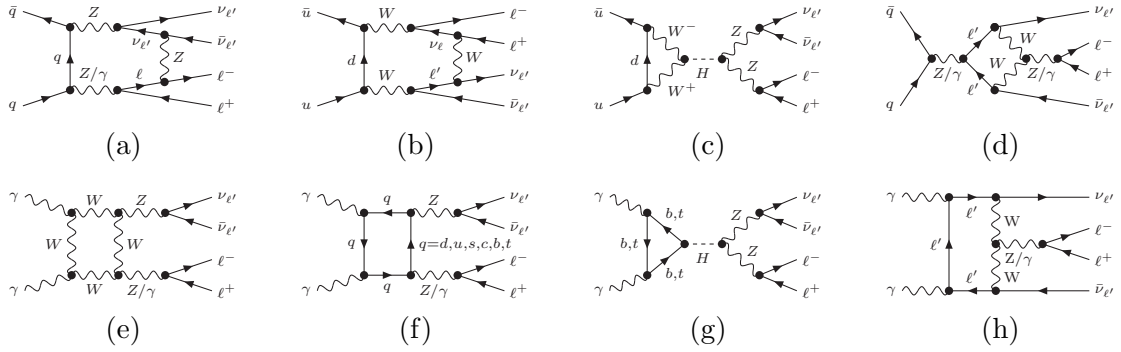 q̄ Z ν_ℓ′
ν_ℓ′ ν̄_ℓ′
q Z
Z/γ ℓ ℓ⁻
q ℓ⁺
(a)
ū W ℓ⁻
ν_ℓ ℓ⁺
d W
W ℓ′ ν_ℓ′
u ν̄_ℓ′
(b)
ū W⁻ Z ν_ℓ′
ν̄_ℓ′
d H
W⁺ Z ℓ⁻
u ℓ⁺
(c)
q̄ ν_ℓ′
ℓ′ W ℓ⁻
Z/γ Z/γ
ℓ′ W ℓ⁺
q ν̄_ℓ′
(d)
γ W Z ν_ℓ′
ν̄_ℓ′
W W
ℓ⁻
γ W Z/γ ℓ⁺
(e)
γ q Z ν_ℓ′
ν̄_ℓ′
q q=d,u,s,c,b,t
ℓ⁻
γ q Z/γ ℓ⁺
(f)
γ b,t Z ν_ℓ′
ν̄_ℓ′
b,t H
Z ℓ⁻
γ b,t ℓ⁺
(g)
γ ℓ′ ν_ℓ′
W ℓ⁻
ℓ′ Z/γ
W ℓ⁺
γ ℓ′ ν̄_ℓ′
(h)